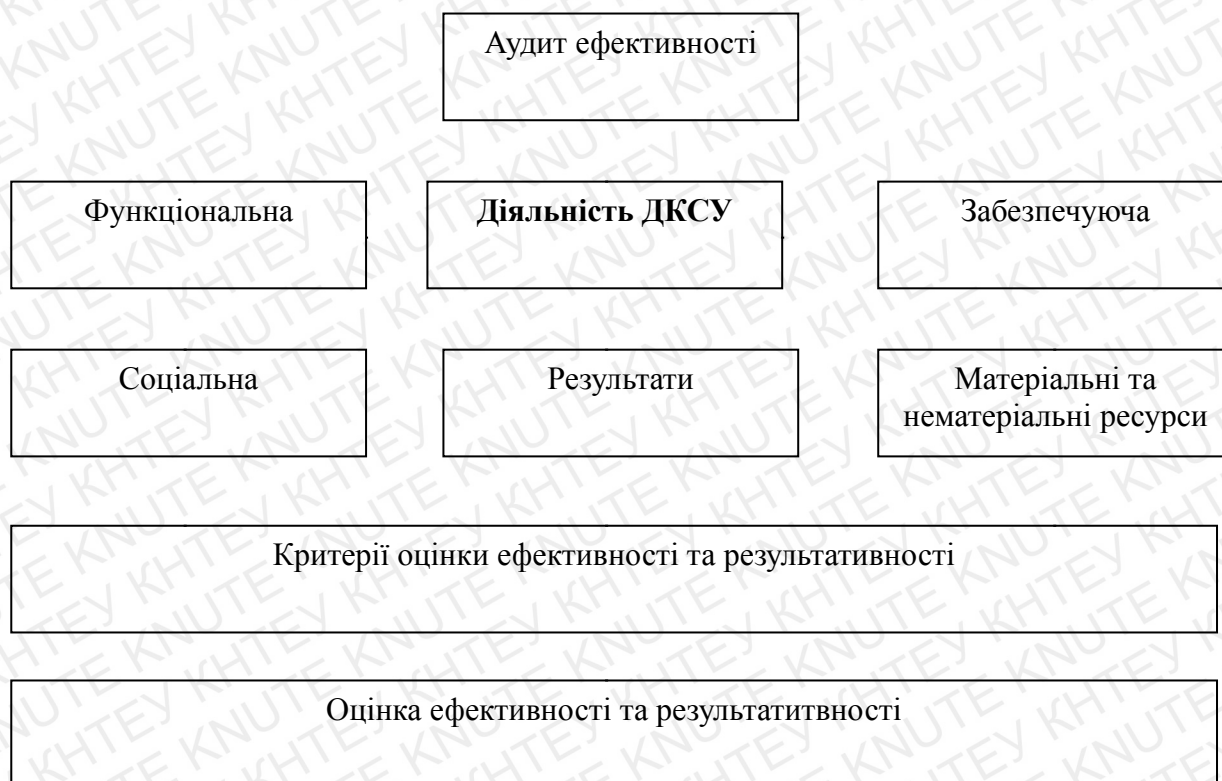 Аудит ефективності
Функціональна
Діяльність ДКСУ
Забезпечуюча
Соціальна
Результати
Матеріальні та
нематеріальні ресурси
Критерії оцінки ефективності та результативності
Оцінка ефективності та результатитвності